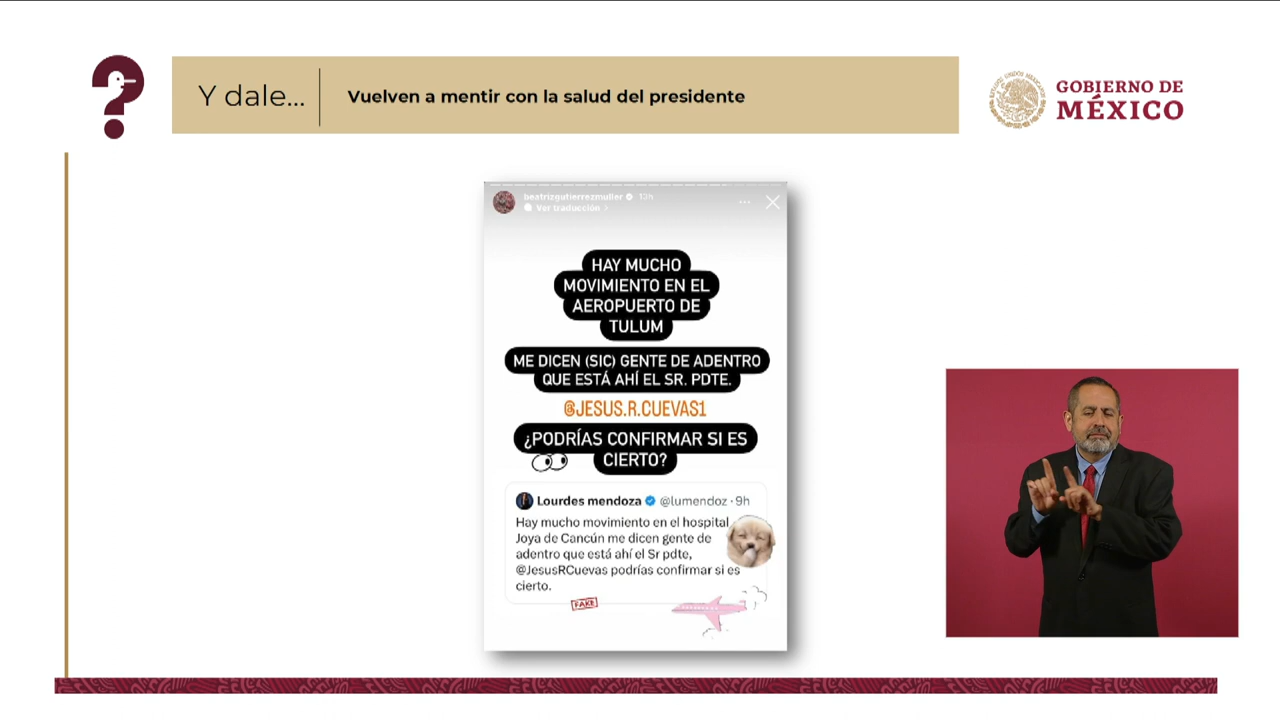 Y dale...
Vuelven a mentir con la salud del presidente
GOBIERNO DE
MÉXICO
beatrizgutierrezmuller 13h
Ver traducción >
HAY MUCHO
MOVIMIENTO EN EL
AEROPUERTO DE
TULUM
ME DICEN (SIC) GENTE DE ADENTRO
QUE ESTÁ AHÍ EL SR. PDTE.
@JESUS.R.CUEVAS1
¿PODRÍAS CONFIRMAR SI ES
CIERTO?
Lourdes mendoza @lumendoz · 9h
Hay mucho movimiento en el hospital
Joya de Cancún me dicen gente de
adentro que está ahí el Sr pdte,
@JesusRCuevas podrías confirmar si es
cierto.
FAKE